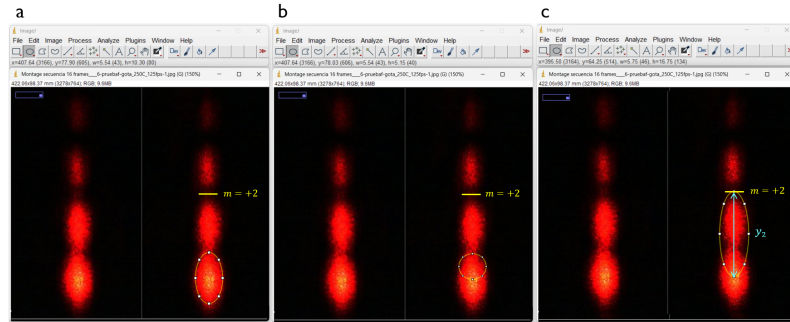 a
ImageJ
File Edit Image Process Analyze Plugins Window Help
Dev
x=407.64 (3166), y=77.90 (605), w=5.54 (43), h=10.30 (80)
Montage secuencia 16 frames___6-pruebaf-gota_250C_125fps-1.jpg (G) (150%)
422.06x98.37 mm (3278x764); RGB; 9.6MB
m = +2
b
ImageJ
File Edit Image Process Analyze Plugins Window Help
Dev
x=407.64 (3166), y=78.03 (606), w=5.54 (43), h=5.15 (40)
Montage secuencia 16 frames___6-pruebaf-gota_250C_125fps-1.jpg (G) (150%)
422.06x98.37 mm (3278x764); RGB; 9.6MB
m = +2
c
ImageJ
File Edit Image Process Analyze Plugins Window Help
Dev
x=395.50 (3164), y=64.25 (514), w=5.75 (46), h=16.75 (134)
Montage secuencia 16 frames___6-pruebaf-gota_250C_125fps-1.jpg (G) (150%)
422.06x98.37 mm (3278x764); RGB; 9.6MB
m = +2
y₂